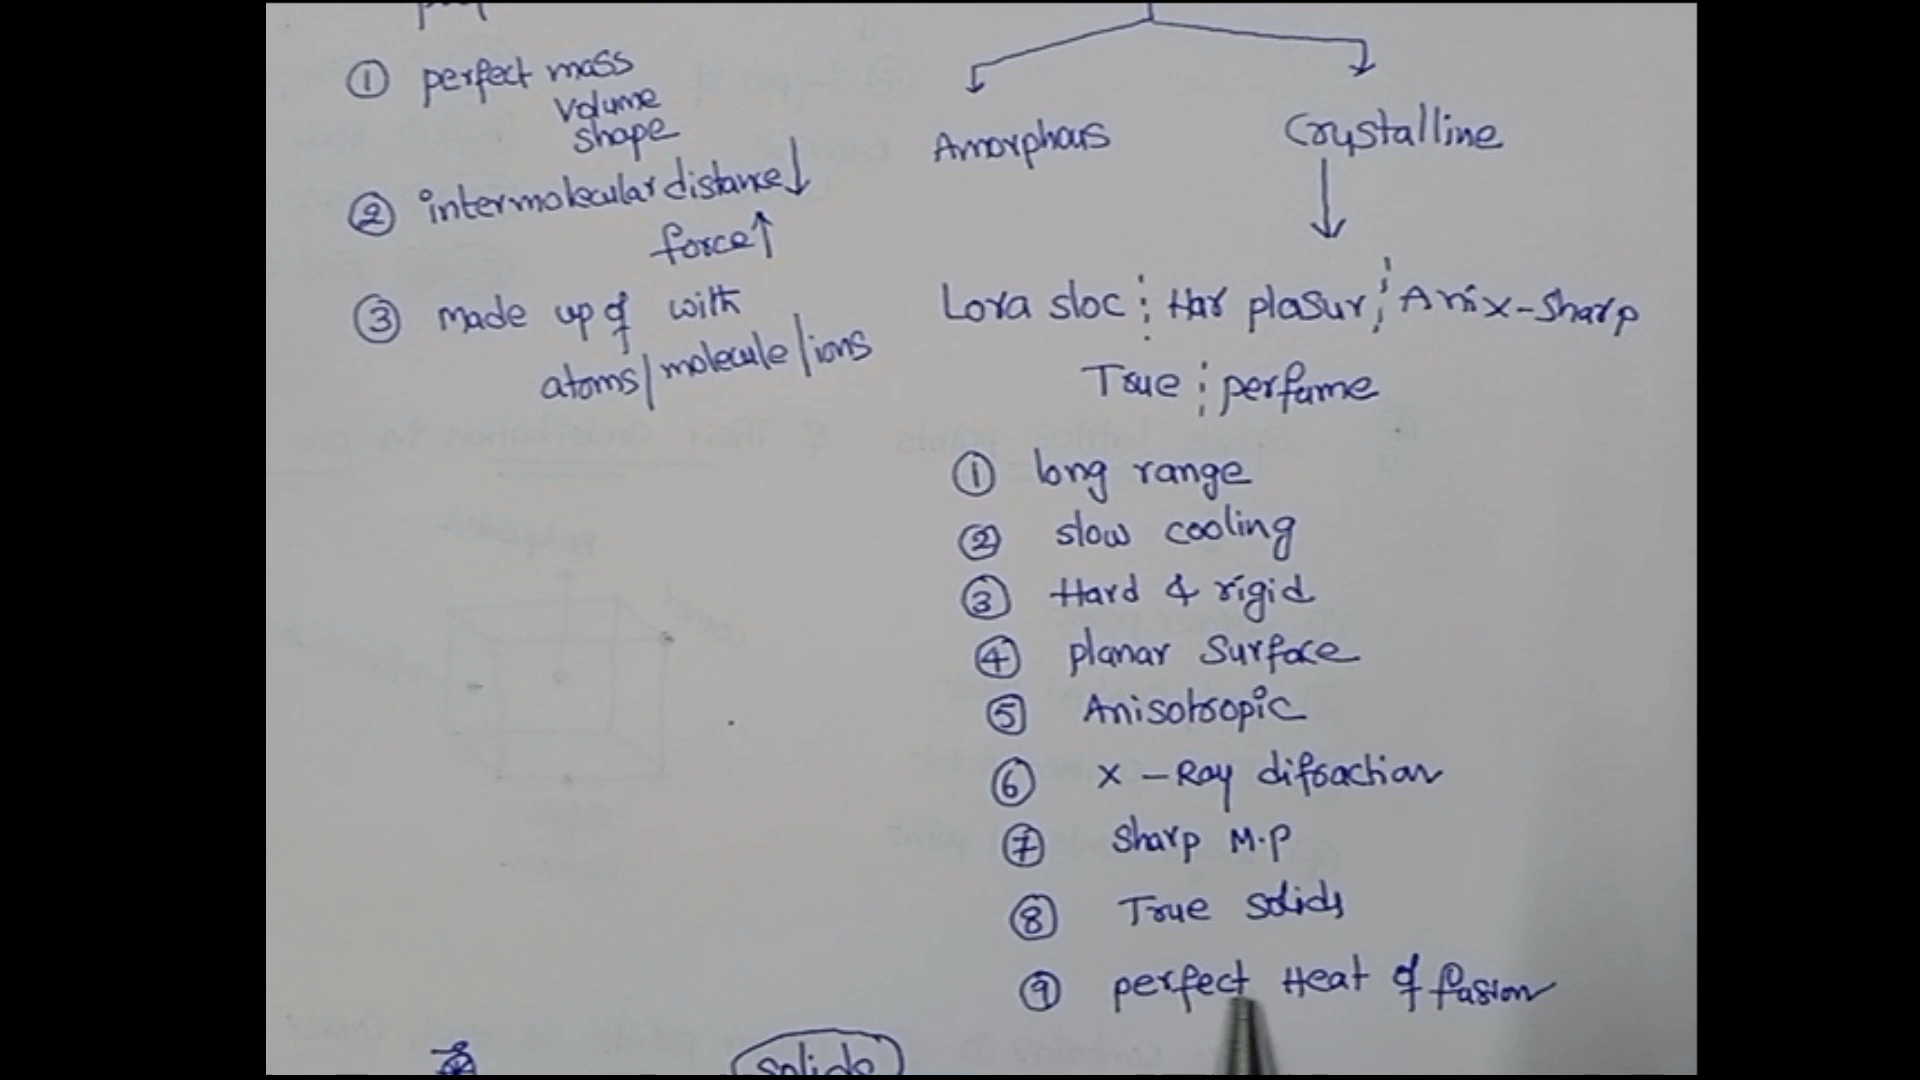 ① perfect mass
volume
shape
② intermolecular distance ↓
force ↑
③ made up of with
atoms/molecule/ions
Amorphous
Crystalline
Lora sloc ⋮ Har plasur ⋮ Anix-Sharp
True ⋮ perfume
① long range
② slow cooling
③ Hard & rigid
④ planar Surface
⑤ Anisotropic
⑥ X-Ray difraction
⑦ Sharp M.P
⑧ True solids
⑨ perfect Heat of fusion
solids